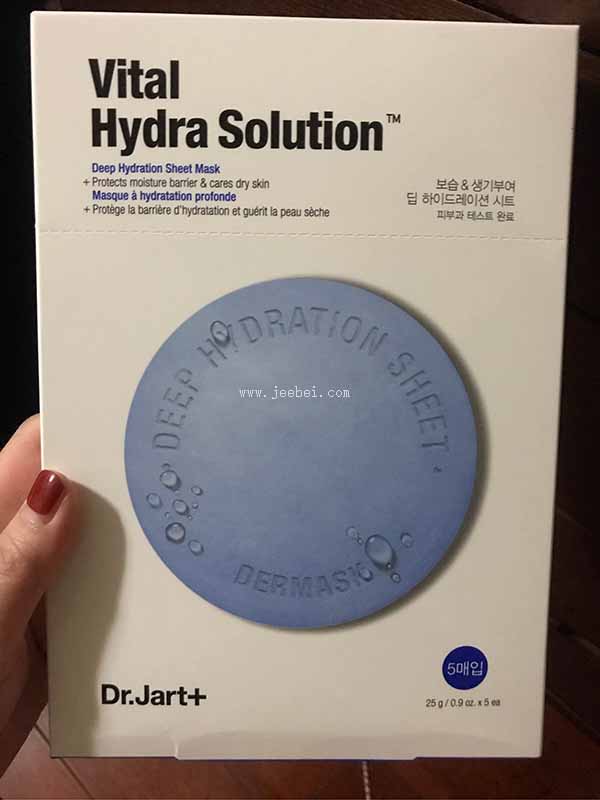 Vital
Hydra Solution™
Deep Hydration Sheet Mask
+ Protects moisture barrier & cares dry skin
Masque à hydratation profonde
+ Protège la barrière d'hydratation et guérit la peau sèche
보습 & 생기부여
딥 하이드레이션 시트
피부과 테스트 완료
· DEEP HYDRATION SHEET ·
www.jeebei.com
DERMASK
5매입
Dr.Jart+
25 g / 0.9 oz. x 5 ea